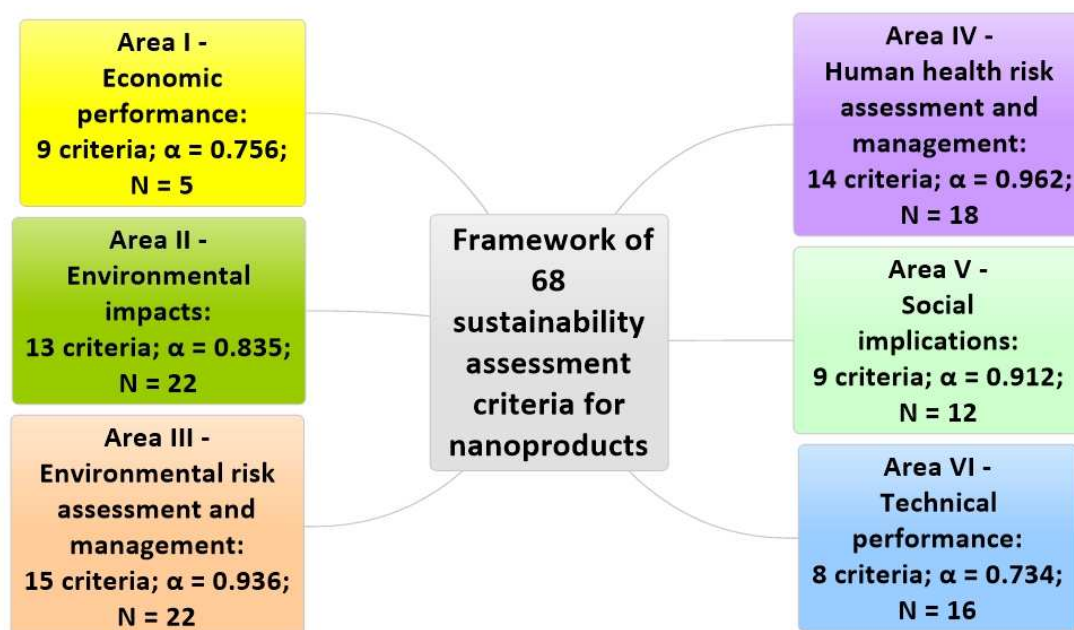 Area I -
Economic
performance:
9 criteria; α = 0.756;
N = 5
Area II -
Environmental
impacts:
13 criteria; α = 0.835;
N = 22
Area III -
Environmental risk
assessment and
management:
15 criteria; α = 0.936;
N = 22
Framework of
68
sustainability
assessment
criteria for
nanoproducts
Area IV -
Human health risk
assessment and
management:
14 criteria; α = 0.962;
N = 18
Area V -
Social
implications:
9 criteria; α = 0.912;
N = 12
Area VI -
Technical
performance:
8 criteria; α = 0.734;
N = 16